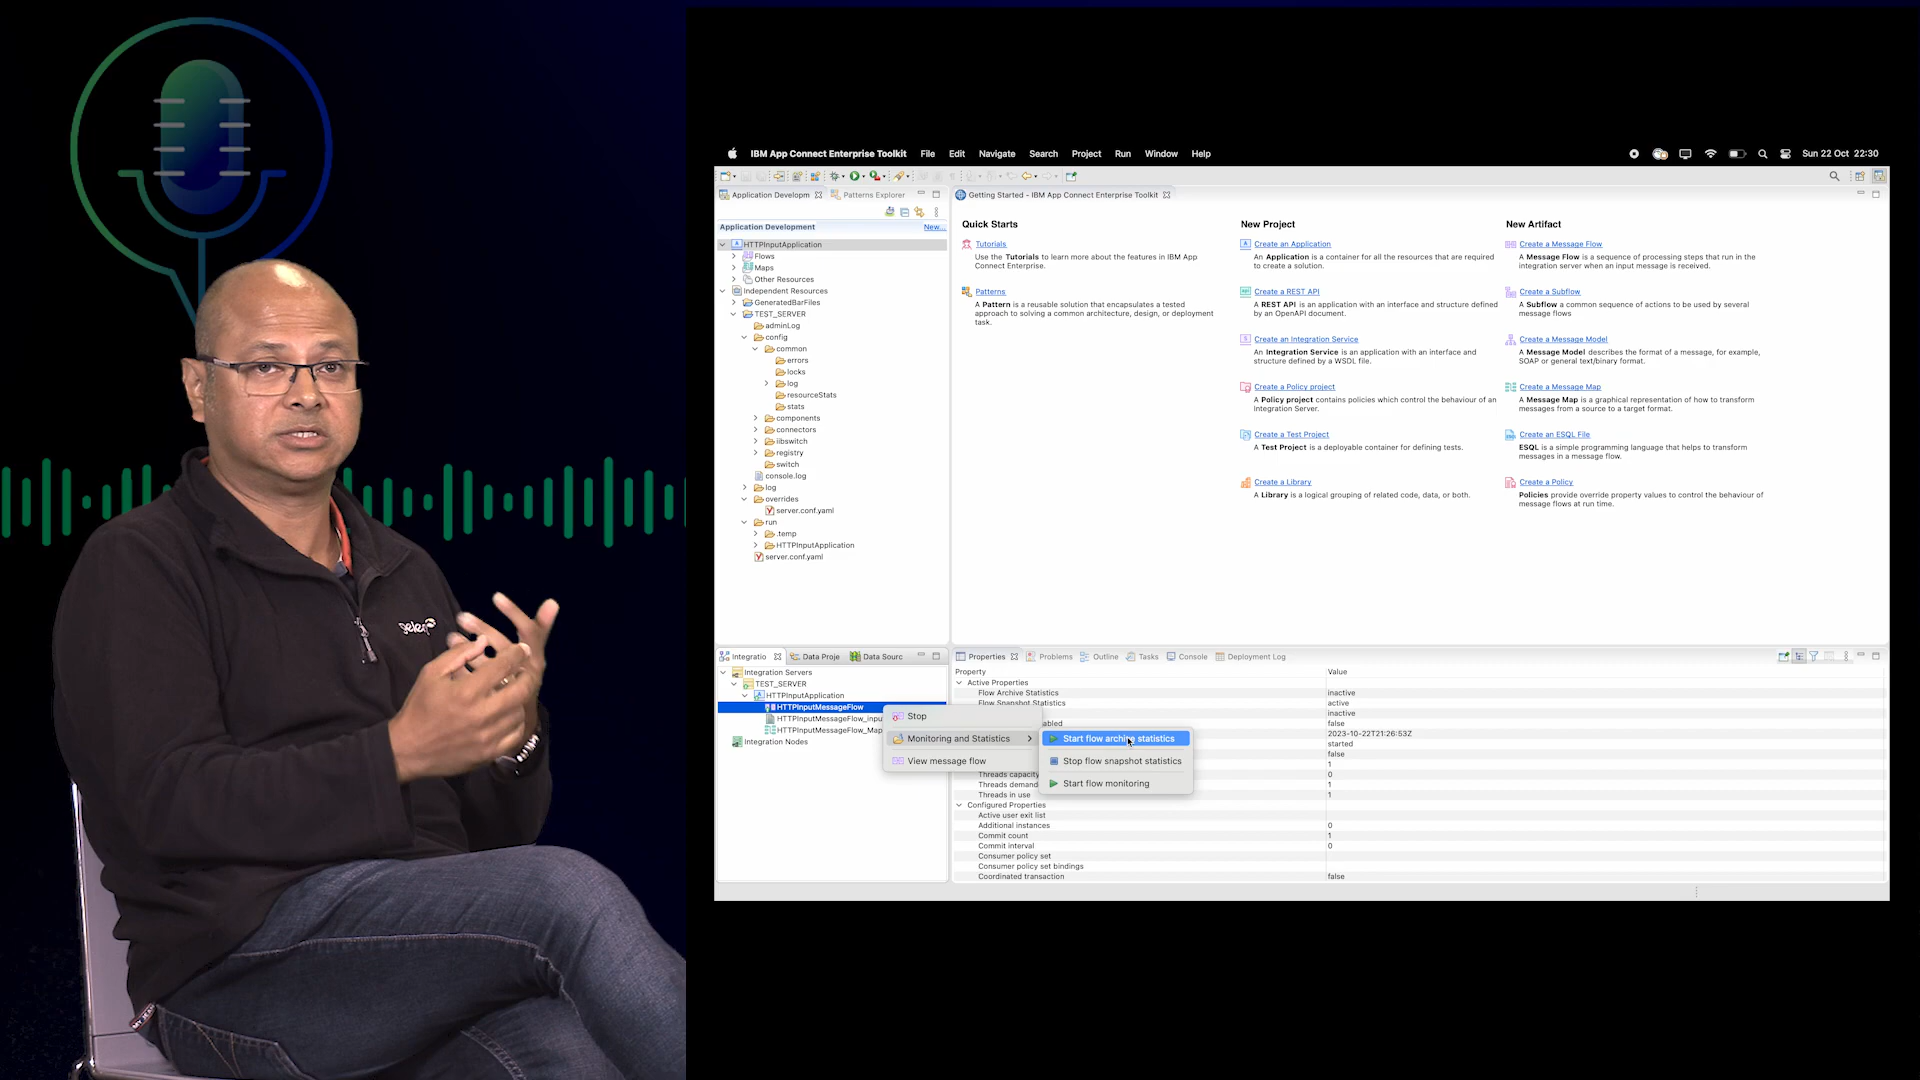 IBM App Connect Enterprise Toolkit File Edit Navigate Search Project Run Window Help
Sun 22 Oct 22:30
Application Developm
Patterns Explorer
Application Development
New...
HTTPInputApplication
Flows
Maps
Other Resources
Independent Resources
GeneratedBarFiles
TEST_SERVER
adminLog
config
common
errors
locks
log
resourceStats
stats
components
connectors
iibswitch
registry
switch
console.log
log
overrides
server.conf.yaml
run
.temp
HTTPInputApplication
server.conf.yaml
Getting Started - IBM App Connect Enterprise Toolkit
Quick Starts
Tutorials
Use the Tutorials to learn more about the features in IBM App
Connect Enterprise.
Patterns
A Pattern is a reusable solution that encapsulates a tested
approach to solving a common architecture, design, or deployment
task.
New Project
Create an Application
An Application is a container for all the resources that are required
to create a solution.
Create a REST API
A REST API is an application with an interface and structure defined
by an OpenAPI document.
Create an Integration Service
An Integration Service is an application with an interface and
structure defined by a WSDL file.
Create a Policy project
A Policy project contains policies which control the behaviour of an
Integration Server.
Create a Test Project
A Test Project is a deployable container for defining tests.
Create a Library
A Library is a logical grouping of related code, data, or both.
New Artifact
Create a Message Flow
A Message Flow is a sequence of processing steps that run in the
integration server when an input message is received.
Create a Subflow
A Subflow a common sequence of actions to be used by several
message flows
Create a Message Model
A Message Model describes the format of a message, for example,
SOAP or general text/binary format.
Create a Message Map
A Message Map is a graphical representation of how to transform
messages from a source to a target format.
Create an ESQL File
ESQL is a simple programming language that helps to transform
messages in a message flow.
Create a Policy
Policies provide override property values to control the behaviour of
message flows at run time.
Integratio
Data Proje
Data Sourc
Integration Servers
TEST_SERVER
HTTPInputApplication
HTTPInputMessageFlow
HTTPInputMessageFlow_inpu
HTTPInputMessageFlow_Map
Integration Nodes
Stop
Monitoring and Statistics
View message flow
Start flow archive statistics
Stop flow snapshot statistics
Start flow monitoring
Properties Problems Outline Tasks Console Deployment Log
Property Value
Active Properties
Flow Archive Statistics inactive
Flow Snapshot Statistics active
inactive
abled false
2023-10-22T21:26:53Z
started
false
1
Threads capacity 0
Threads demand 1
Threads in use 1
Configured Properties
Active user exit list
Additional instances 0
Commit count 1
Commit interval 0
Consumer policy set
Consumer policy set bindings
Coordinated transaction false